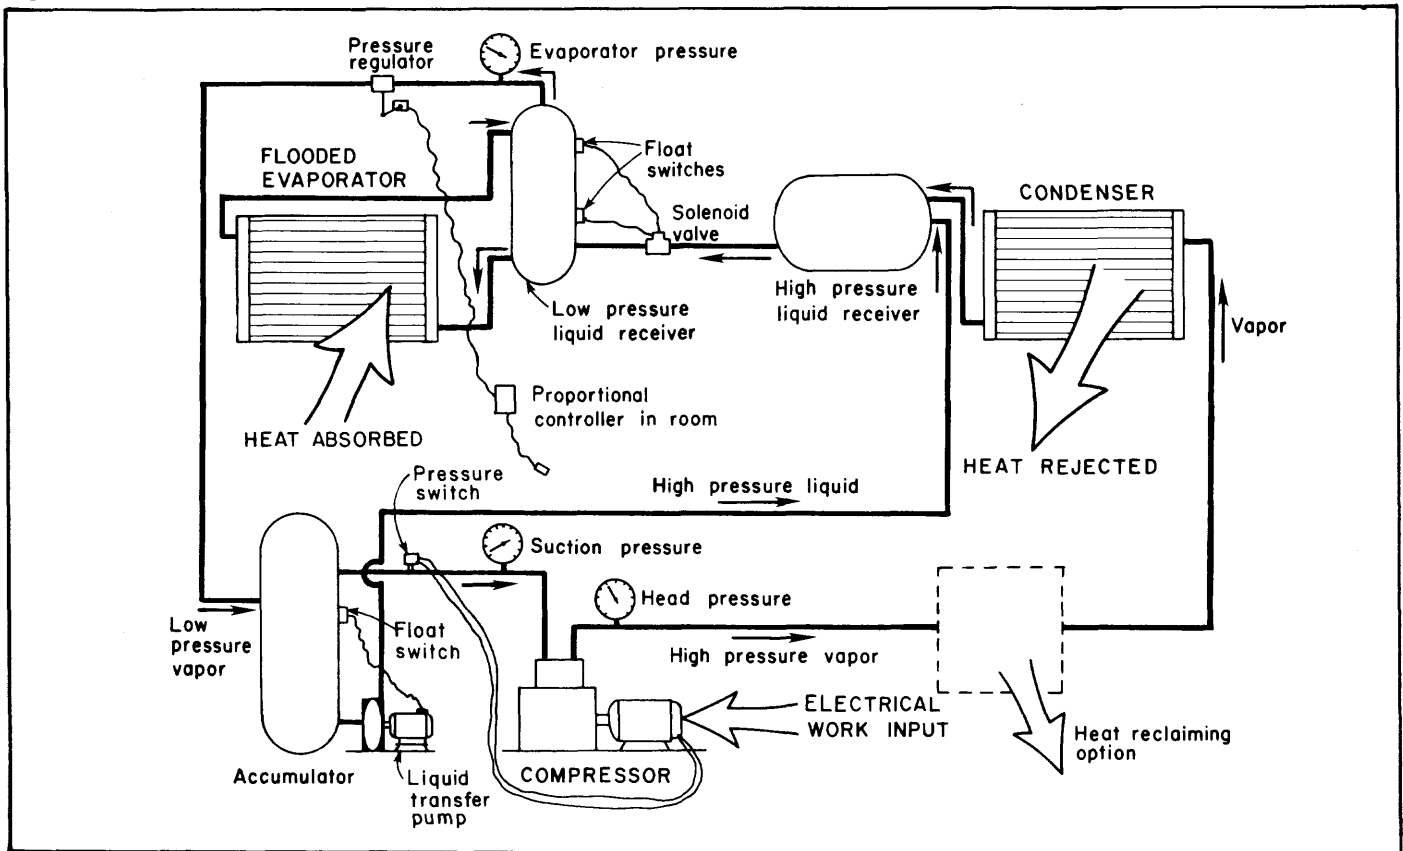 Pressure
regulator
Evaporator pressure
FLOODED
EVAPORATOR
Float
switches
Solenoid
valve
CONDENSER
Low pressure
liquid receiver
High pressure
liquid receiver
Vapor
Proportional
controller in room
HEAT ABSORBED
HEAT REJECTED
Pressure
switch
High pressure liquid
Suction pressure
Head pressure
Low
pressure
vapor
Float
switch
High pressure vapor
ELECTRICAL
WORK INPUT
Heat reclaiming
option
Accumulator
Liquid
transfer
pump
COMPRESSOR